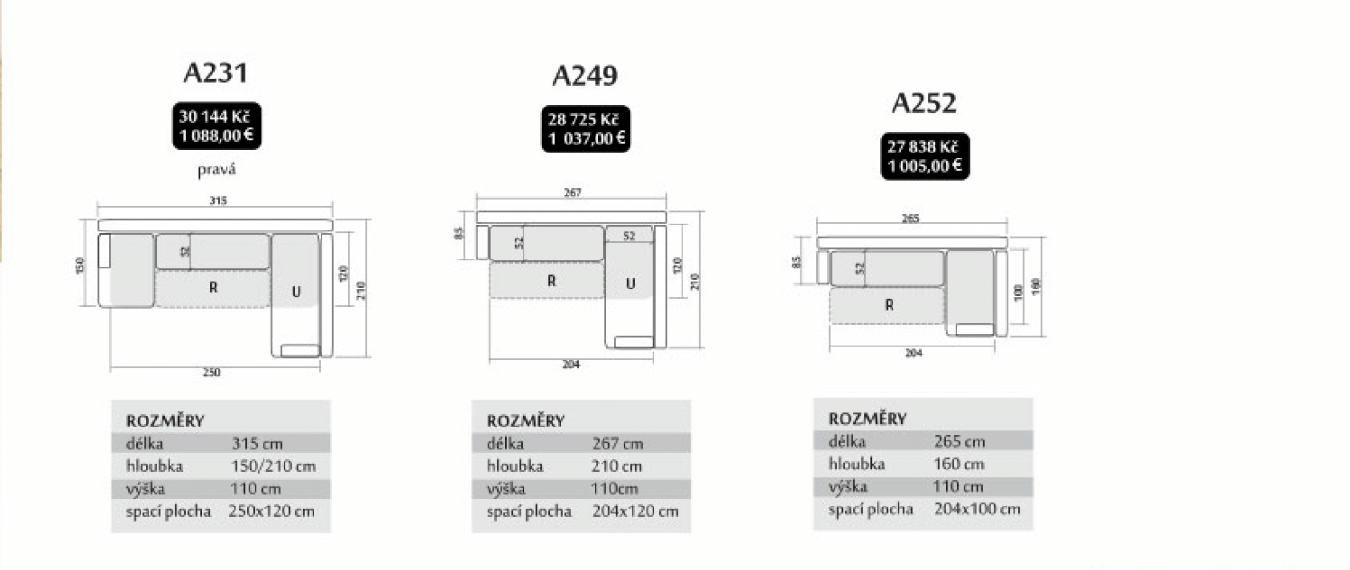 A231
30 144 Kč
1 088,00 €
pravá
315
150
52
R
U
120
210
250
ROZMĚRY
délka 315 cm
hloubka 150/210 cm
výška 110 cm
spací plocha 250x120 cm
A249
28 725 Kč
1 037,00 €
267
85
52
52
R
U
120
210
204
ROZMĚRY
délka 267 cm
hloubka 210 cm
výška 110cm
spací plocha 204x120 cm
A252
27 838 Kč
1 005,00 €
265
85
52
R
100
160
204
ROZMĚRY
délka 265 cm
hloubka 160 cm
výška 110 cm
spací plocha 204x100 cm